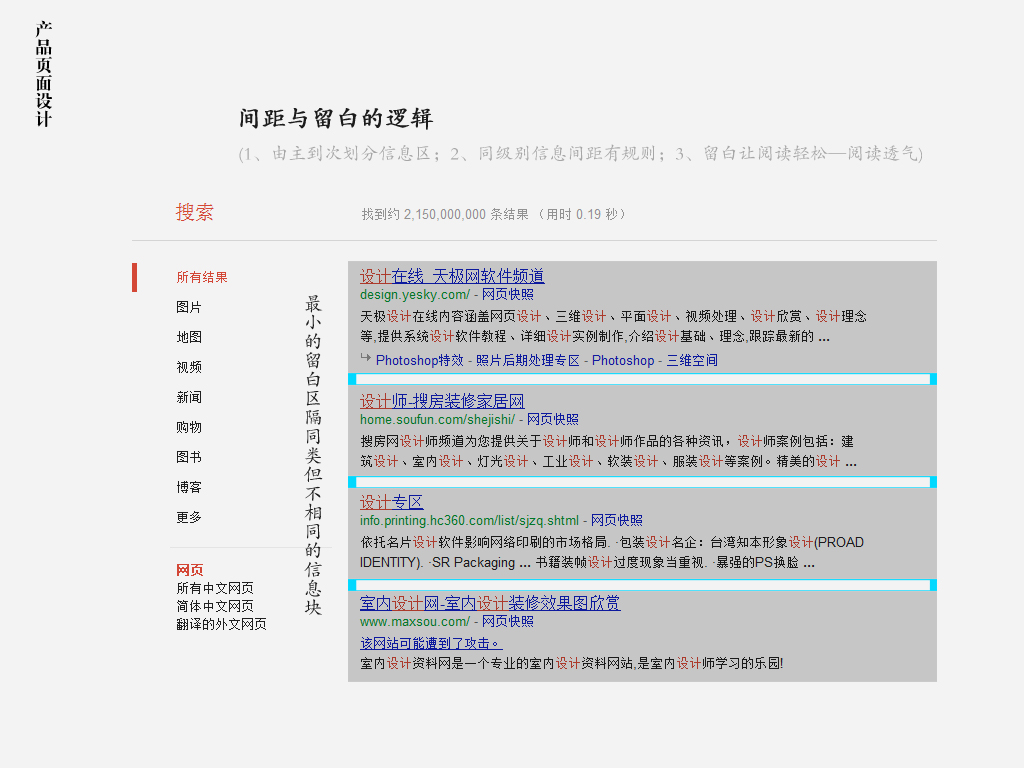 产品页面设计
间距与留白的逻辑
(1、由主到次划分信息区；2、同级别信息间距有规则；3、留白让阅读轻松—阅读透气)
搜索
找到约 2,150,000,000 条结果 （用时 0.19 秒）
所有结果
图片
地图
视频
新闻
购物
图书
博客
更多
网页
所有中文网页
简体中文网页
翻译的外文网页
最小的留白区隔同类但不相同的信息块
设计在线_天极网软件频道
design.yesky.com/ - 网页快照
天极设计在线内容涵盖网页设计、三维设计、平面设计、视频处理、设计欣赏、设计理念
等,提供系统设计软件教程、详细设计实例制作,介绍设计基础、理念,跟踪最新的 ...
Photoshop特效 - 照片后期处理专区 - Photoshop - 三维空间
设计师-搜房装修家居网
home.soufun.com/shejishi/ - 网页快照
搜房网设计师频道为您提供关于设计师和设计师作品的各种资讯，设计师案例包括：建
筑设计、室内设计、灯光设计、工业设计、软装设计、服装设计等案例。精美的设计 ...
设计专区
info.printing.hc360.com/list/sjzq.shtml - 网页快照
依托名片设计软件影响网络印刷的市场格局. ·包装设计名企：台湾知本形象设计(PROAD
IDENTITY). ·SR Packaging ... 书籍装帧设计过度现象当重视. ·暴强的PS换脸 ...
室内设计网-室内设计装修效果图欣赏
www.maxsou.com/ - 网页快照
该网站可能遭到了攻击。
室内设计资料网是一个专业的室内设计资料网站,是室内设计师学习的乐园!